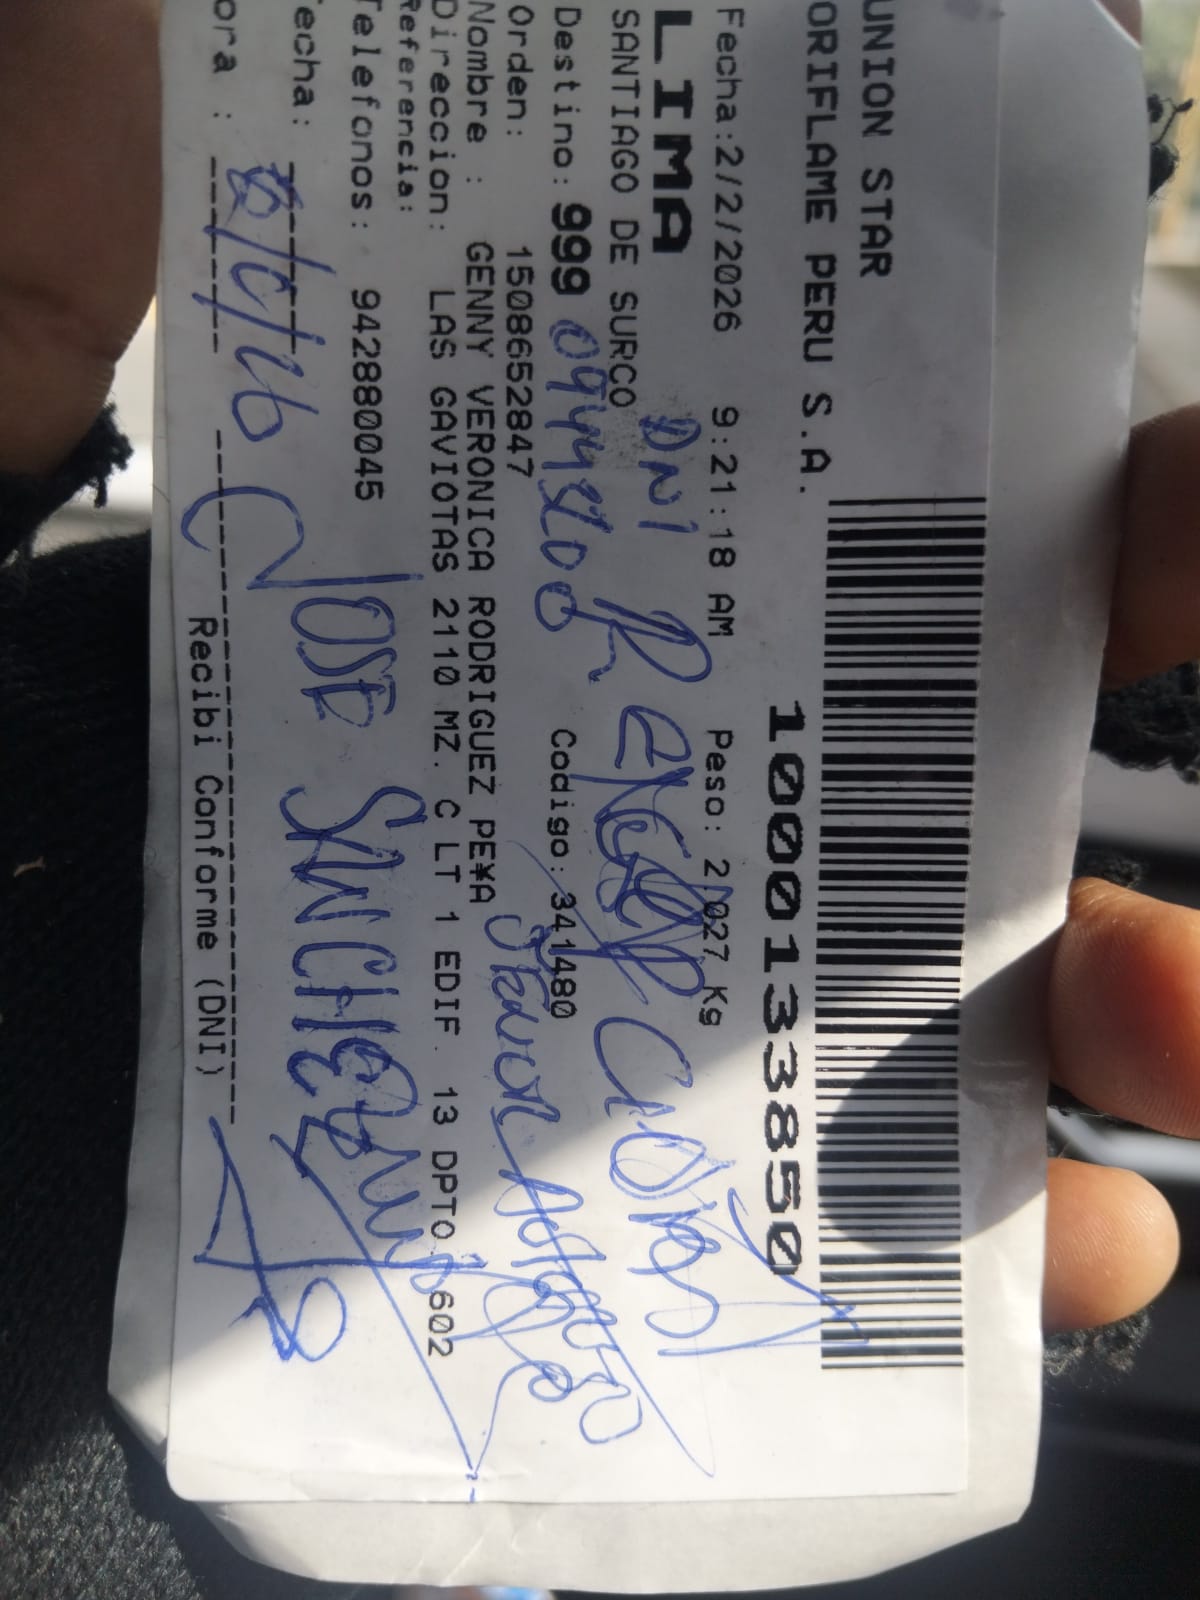 UNION STAR
ORIFLAME PERU S.A.
1000133850
Fecha:2/2/2026 9:21:18 AM Peso: 2.027 Kg
LIMA
DNI
SANTIAGO DE SURCO
Destino: 999 Codigo: 341480
Orden: 1508652847
Nombre : GENNY VERONICA RODRIGUEZ PE¥A
Direccion: LAS GAVIOTAS 2110 MZ. C LT 1 EDIF. 13 DPTO. 602
Referencia:
Telefonos: 942880045
JOSE SANCHEZ
echa:
ora :
Recibi Conforme (DNI)